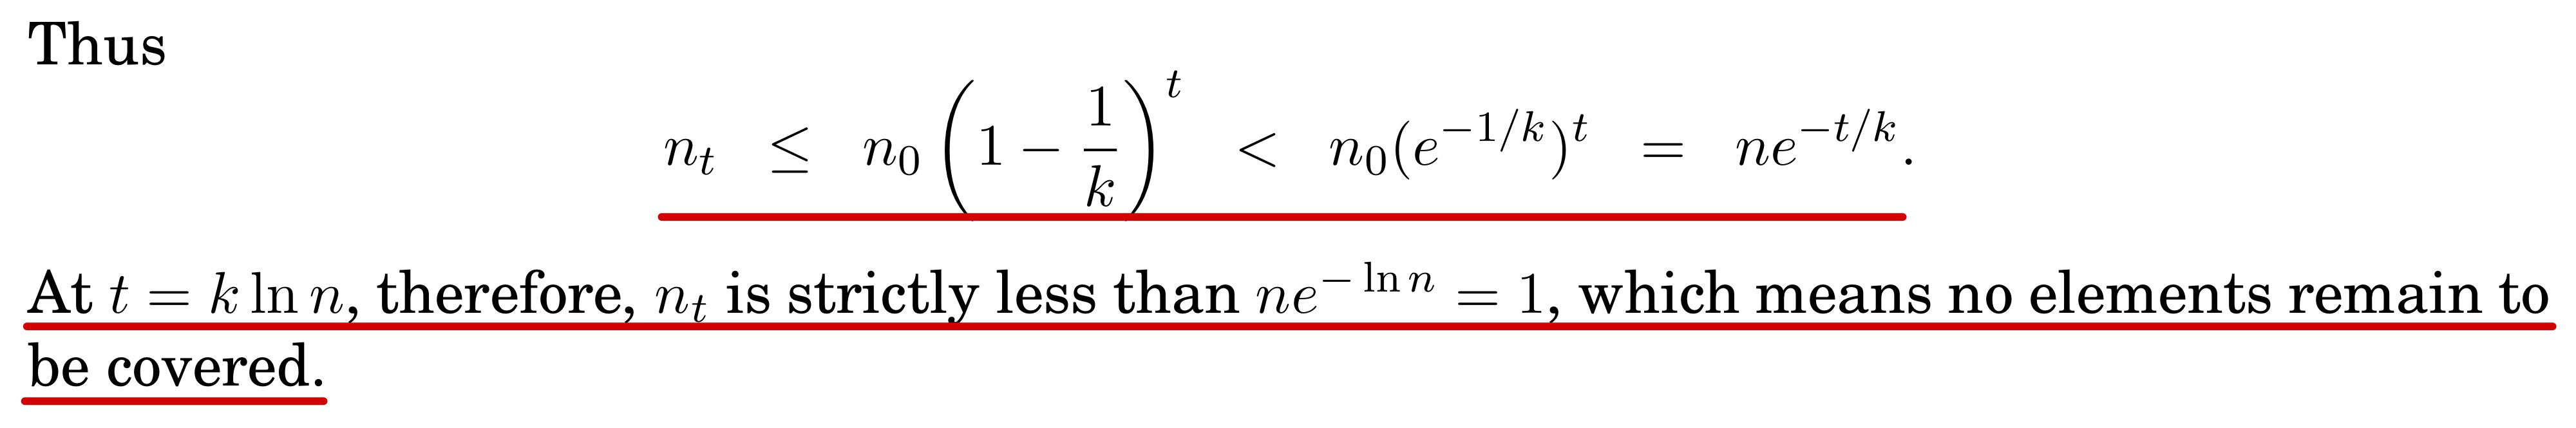 Thus
n_t ≤ n_0 (1 − 1/k)^t < n_0(e^{−1/k})^t = ne^{−t/k}.
At t = k ln n, therefore, n_t is strictly less than ne^{− ln n} = 1, which means no elements remain to
be covered.